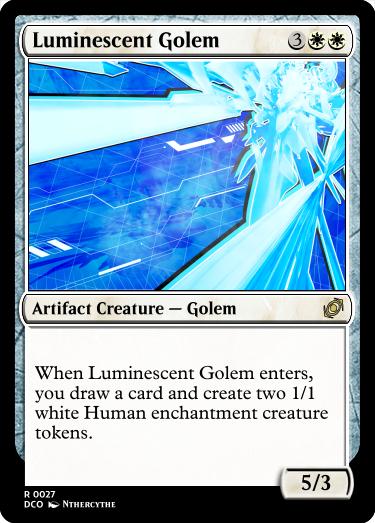 Luminescent Golem 3
Artifact Creature — Golem
When Luminescent Golem enters,
you draw a card and create two 1/1
white Human enchantment creature
tokens.
5/3
R 0027
DCO Nthercythe